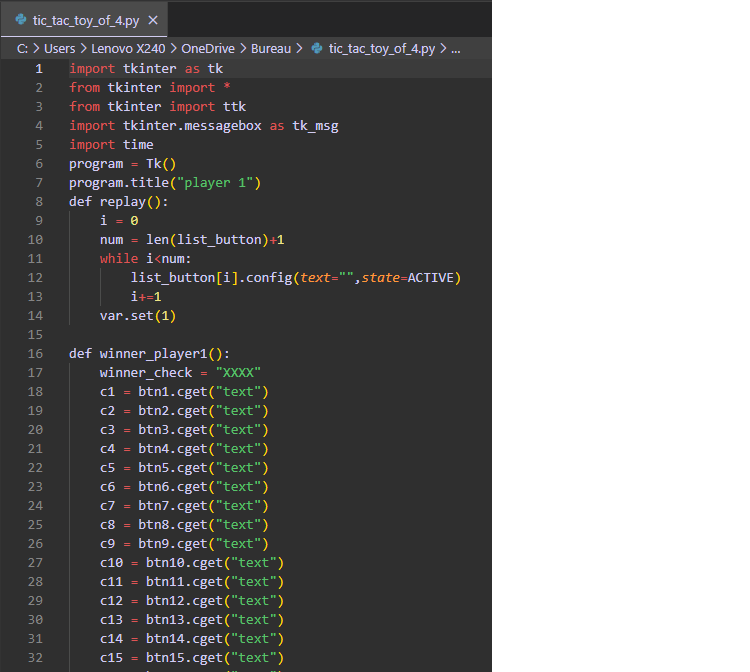 tic_tac_toy_of_4.py ×
C: > Users > Lenovo X240 > OneDrive > Bureau > tic_tac_toy_of_4.py > ...
1 import tkinter as tk
2 from tkinter import *
3 from tkinter import ttk
4 import tkinter.messagebox as tk_msg
5 import time
6 program = Tk()
7 program.title("player 1")
8 def replay():
9     i = 0
10     num = len(list_button)+1
11     while i<num:
12         list_button[i].config(text="",state=ACTIVE)
13         i+=1
14     var.set(1)
15
16 def winner_player1():
17     winner_check = "XXXX"
18     c1 = btn1.cget("text")
19     c2 = btn2.cget("text")
20     c3 = btn3.cget("text")
21     c4 = btn4.cget("text")
22     c5 = btn5.cget("text")
23     c6 = btn6.cget("text")
24     c7 = btn7.cget("text")
25     c8 = btn8.cget("text")
26     c9 = btn9.cget("text")
27     c10 = btn10.cget("text")
28     c11 = btn11.cget("text")
29     c12 = btn12.cget("text")
30     c13 = btn13.cget("text")
31     c14 = btn14.cget("text")
32     c15 = btn15.cget("text")